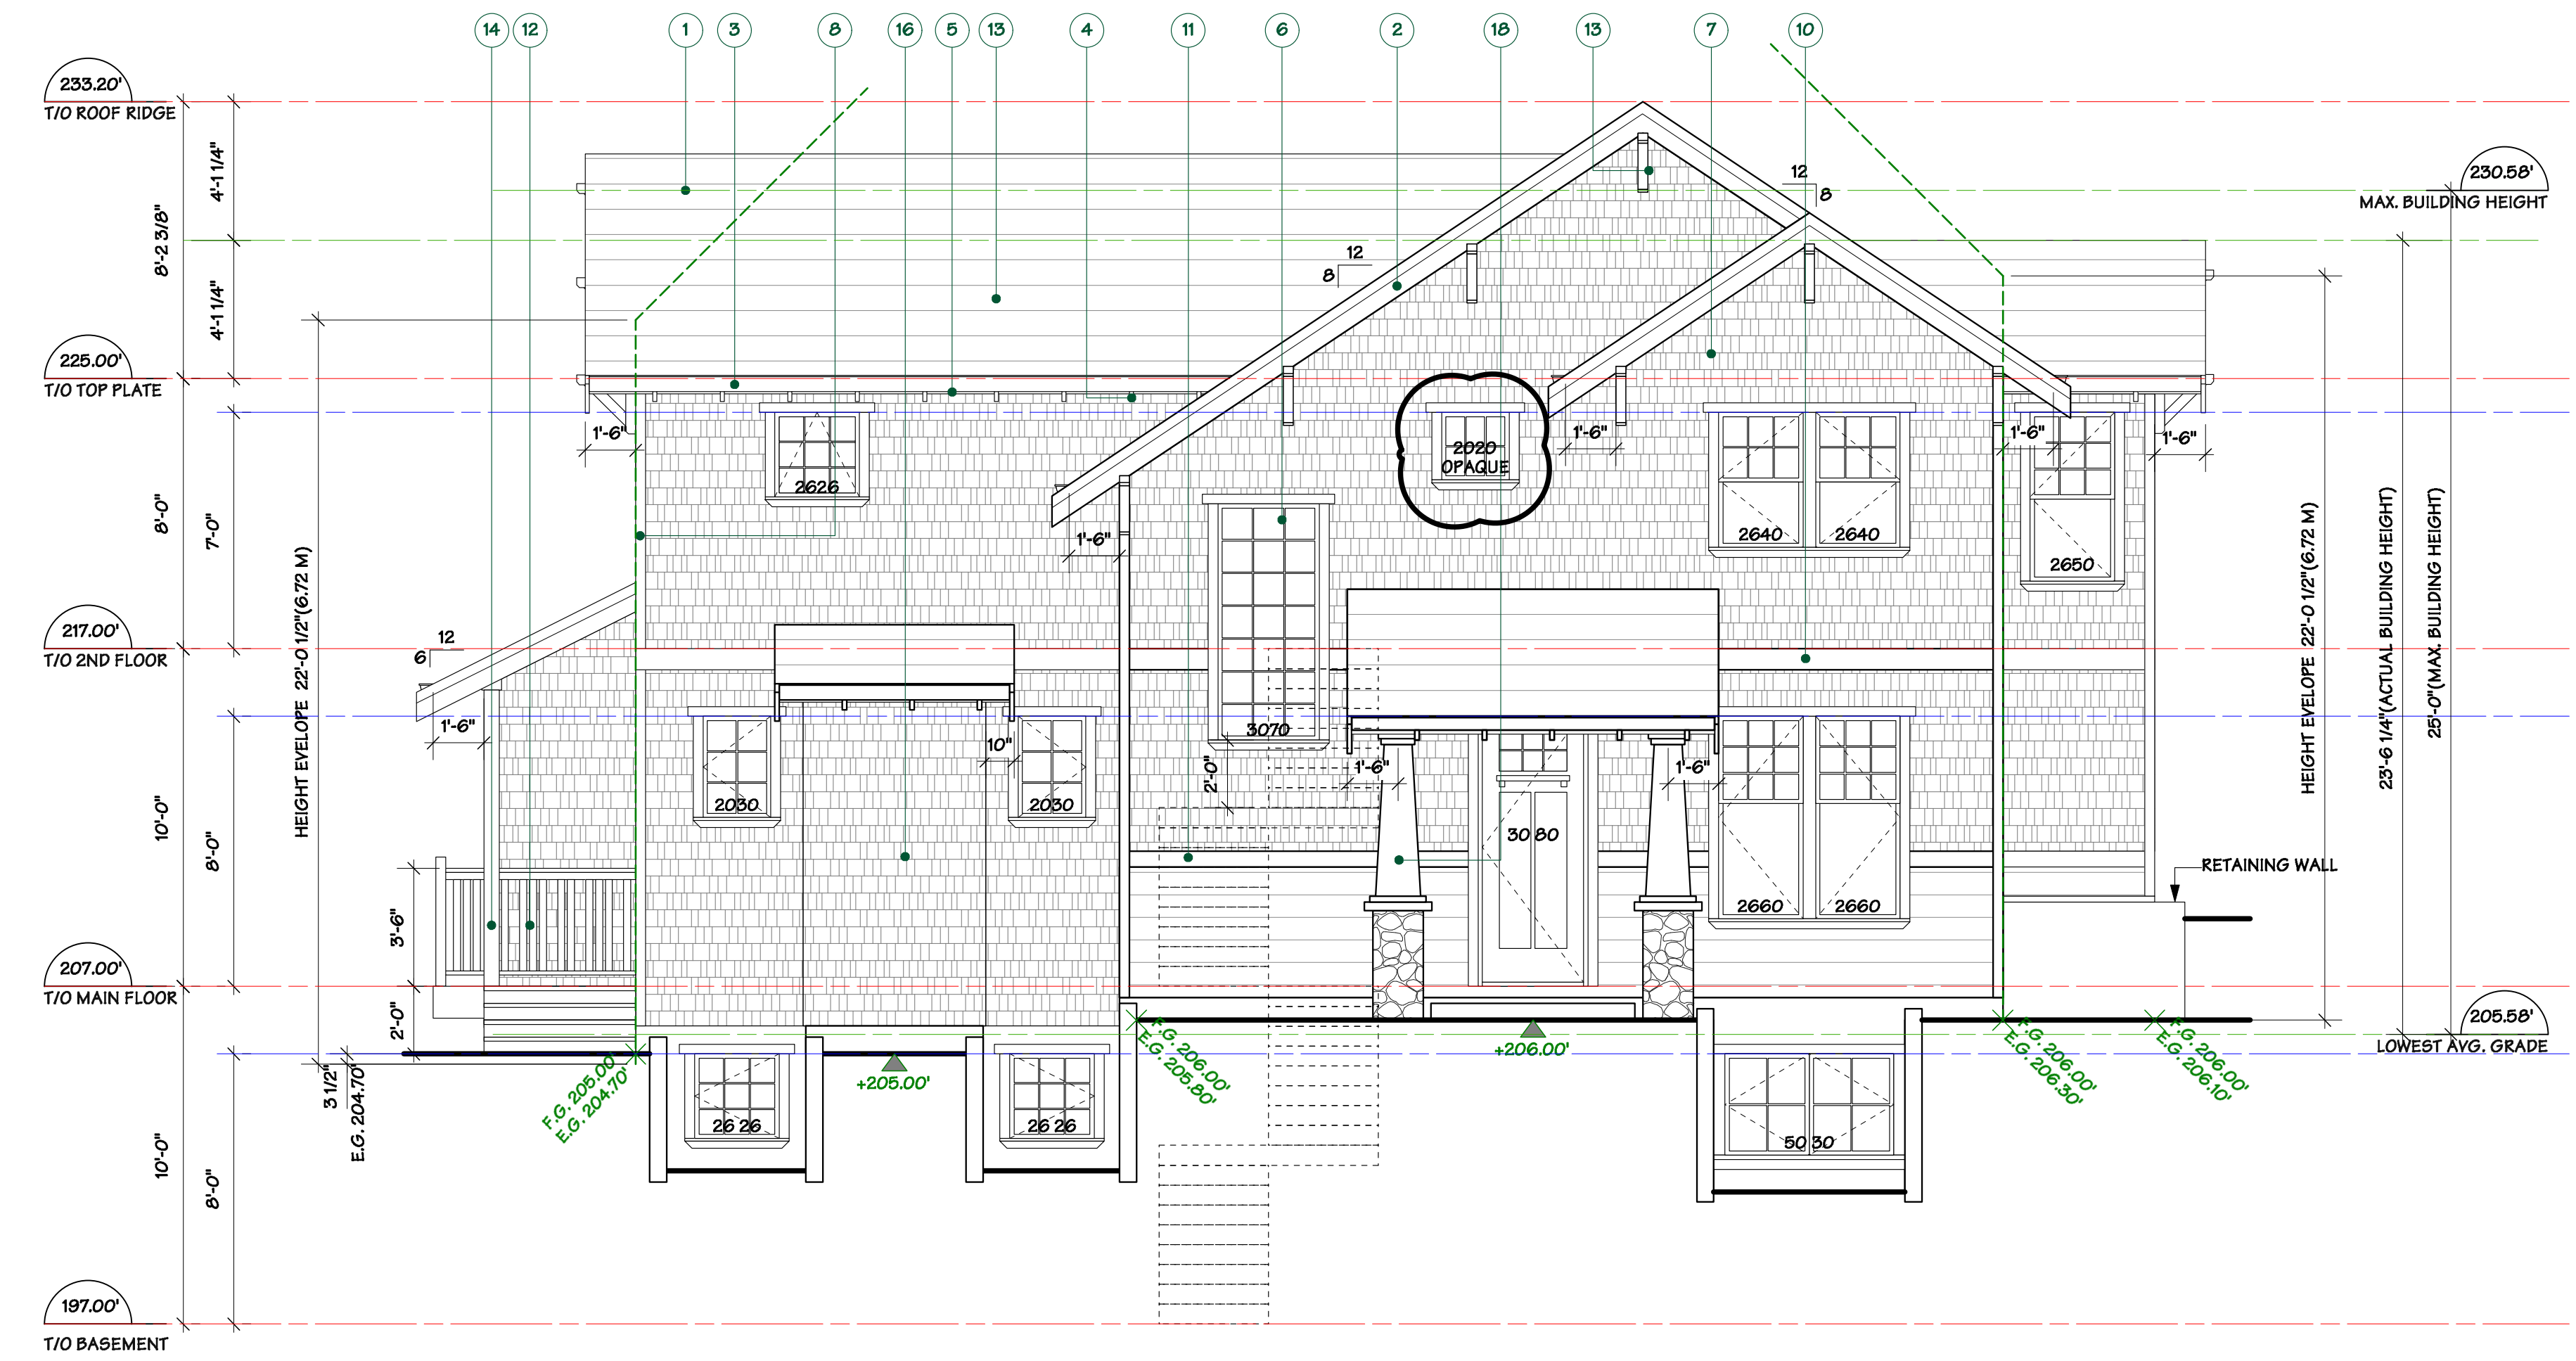 14 12 1 3 8 16 5 13 4 11 6 2 18 13 7 10
233.20'
T/O ROOF RIDGE
4'-1 1/4"
8'-2 3/8"
4'-1 1/4"
12
8
12
8
230.58'
MAX. BUILDING HEIGHT
225.00'
T/O TOP PLATE
1'-6"
2626
2020
OPAQUE
1'-6"
1'-6"
1'-6"
1'-6"
8'-0"
7'-0"
2640 2640
2650
HEIGHT EVELOPE 22'-0 1/2"(6.72 M)
HEIGHT EVELOPE 22'-0 1/2"(6.72 M)
23'-6 1/4"(ACTUAL BUILDING HEIGHT)
25'-0"(MAX. BUILDING HEIGHT)
217.00'
T/O 2ND FLOOR
12
6
1'-6"
3070
10"
2'-0"
1'-6"
1'-6"
2030
2030
10'-0"
8'-0"
3080
RETAINING WALL
2660 2660
3'-6"
207.00'
T/O MAIN FLOOR
2'-0"
205.58'
LOWEST AVG. GRADE
3 1/2"
E.G. 204.70'
F.G. 205.00'
E.G. 204.70'
+205.00'
F.G. 206.00'
E.G. 205.80'
+206.00'
F.G. 206.00'
E.G. 206.30'
F.G. 206.00'
E.G. 206.10'
26 26
26 26
50 30
10'-0"
8'-0"
197.00'
T/O BASEMENT